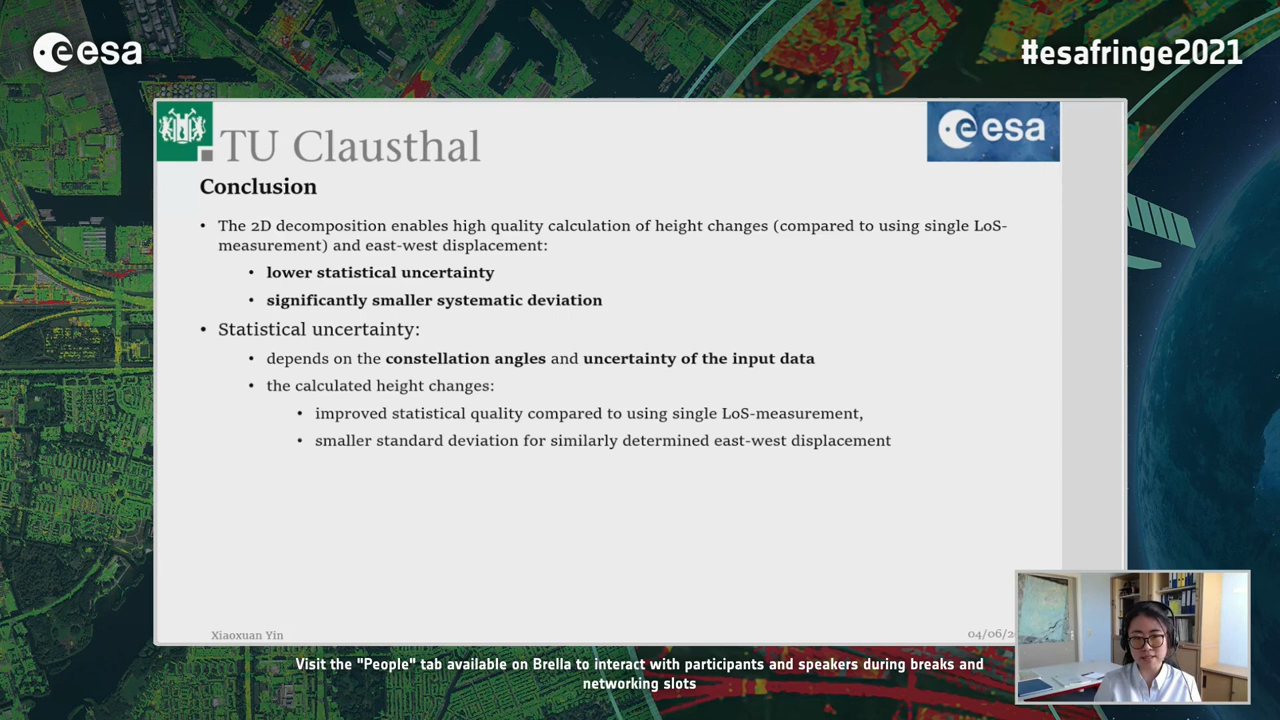 esa
#esafringe2021
TU Clausthal
esa
Conclusion
• The 2D decomposition enables high quality calculation of height changes (compared to using single LoS-
measurement) and east-west displacement:
• lower statistical uncertainty
• significantly smaller systematic deviation
• Statistical uncertainty:
• depends on the constellation angles and uncertainty of the input data
• the calculated height changes:
• improved statistical quality compared to using single LoS-measurement,
• smaller standard deviation for similarly determined east-west displacement
Xiaoxuan Yin
04/06/2
Visit the "People" tab available on Brella to interact with participants and speakers during breaks and
networking slots